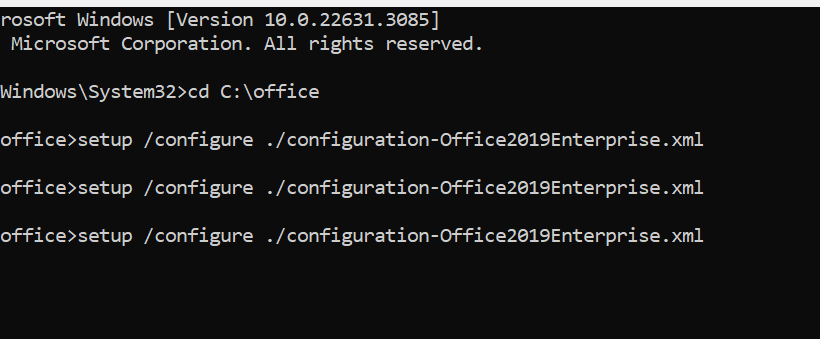 rosoft Windows [Version 10.0.22631.3085]
Microsoft Corporation. All rights reserved.
Windows\System32>cd C:\office
office>setup /configure ./configuration-Office2019Enterprise.xml
office>setup /configure ./configuration-Office2019Enterprise.xml
office>setup /configure ./configuration-Office2019Enterprise.xml